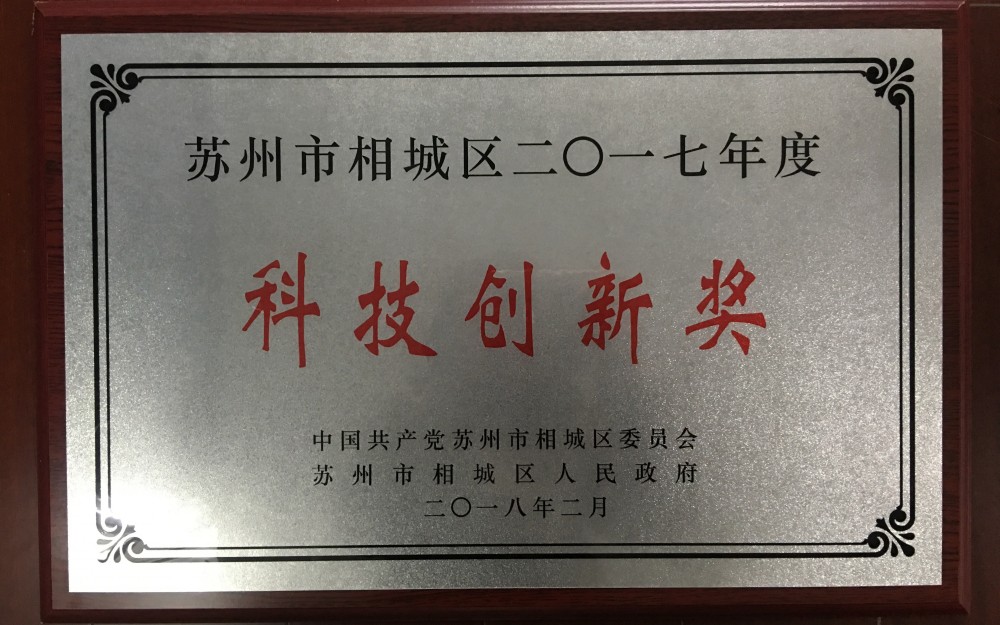 苏州市相城区二〇一七年度
科技创新奖
中国共产党苏州市相城区委员会
苏州市相城区人民政府
二〇一八年二月